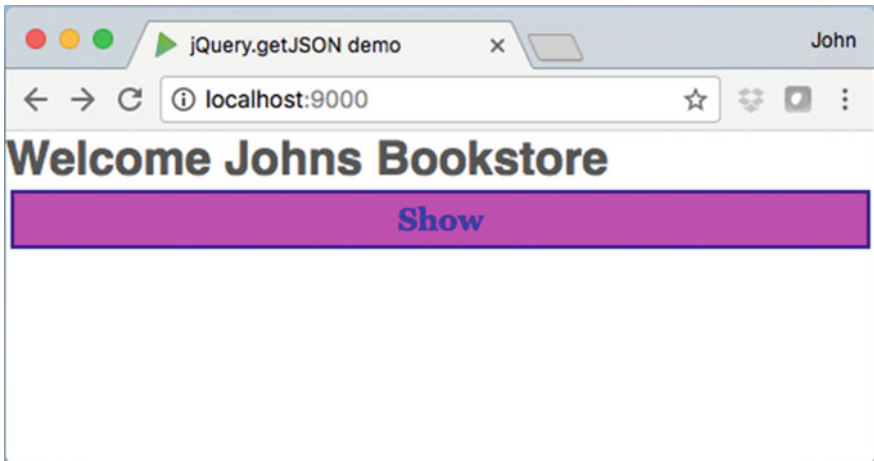 jQuery.getJSON demo
John
localhost:9000
Welcome Johns Bookstore
Show